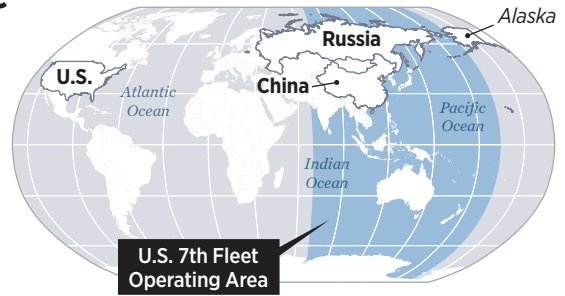 Alaska
Russia
U.S.
China
Atlantic
Ocean
Pacific
Ocean
Indian
Ocean
U.S. 7th Fleet
Operating Area